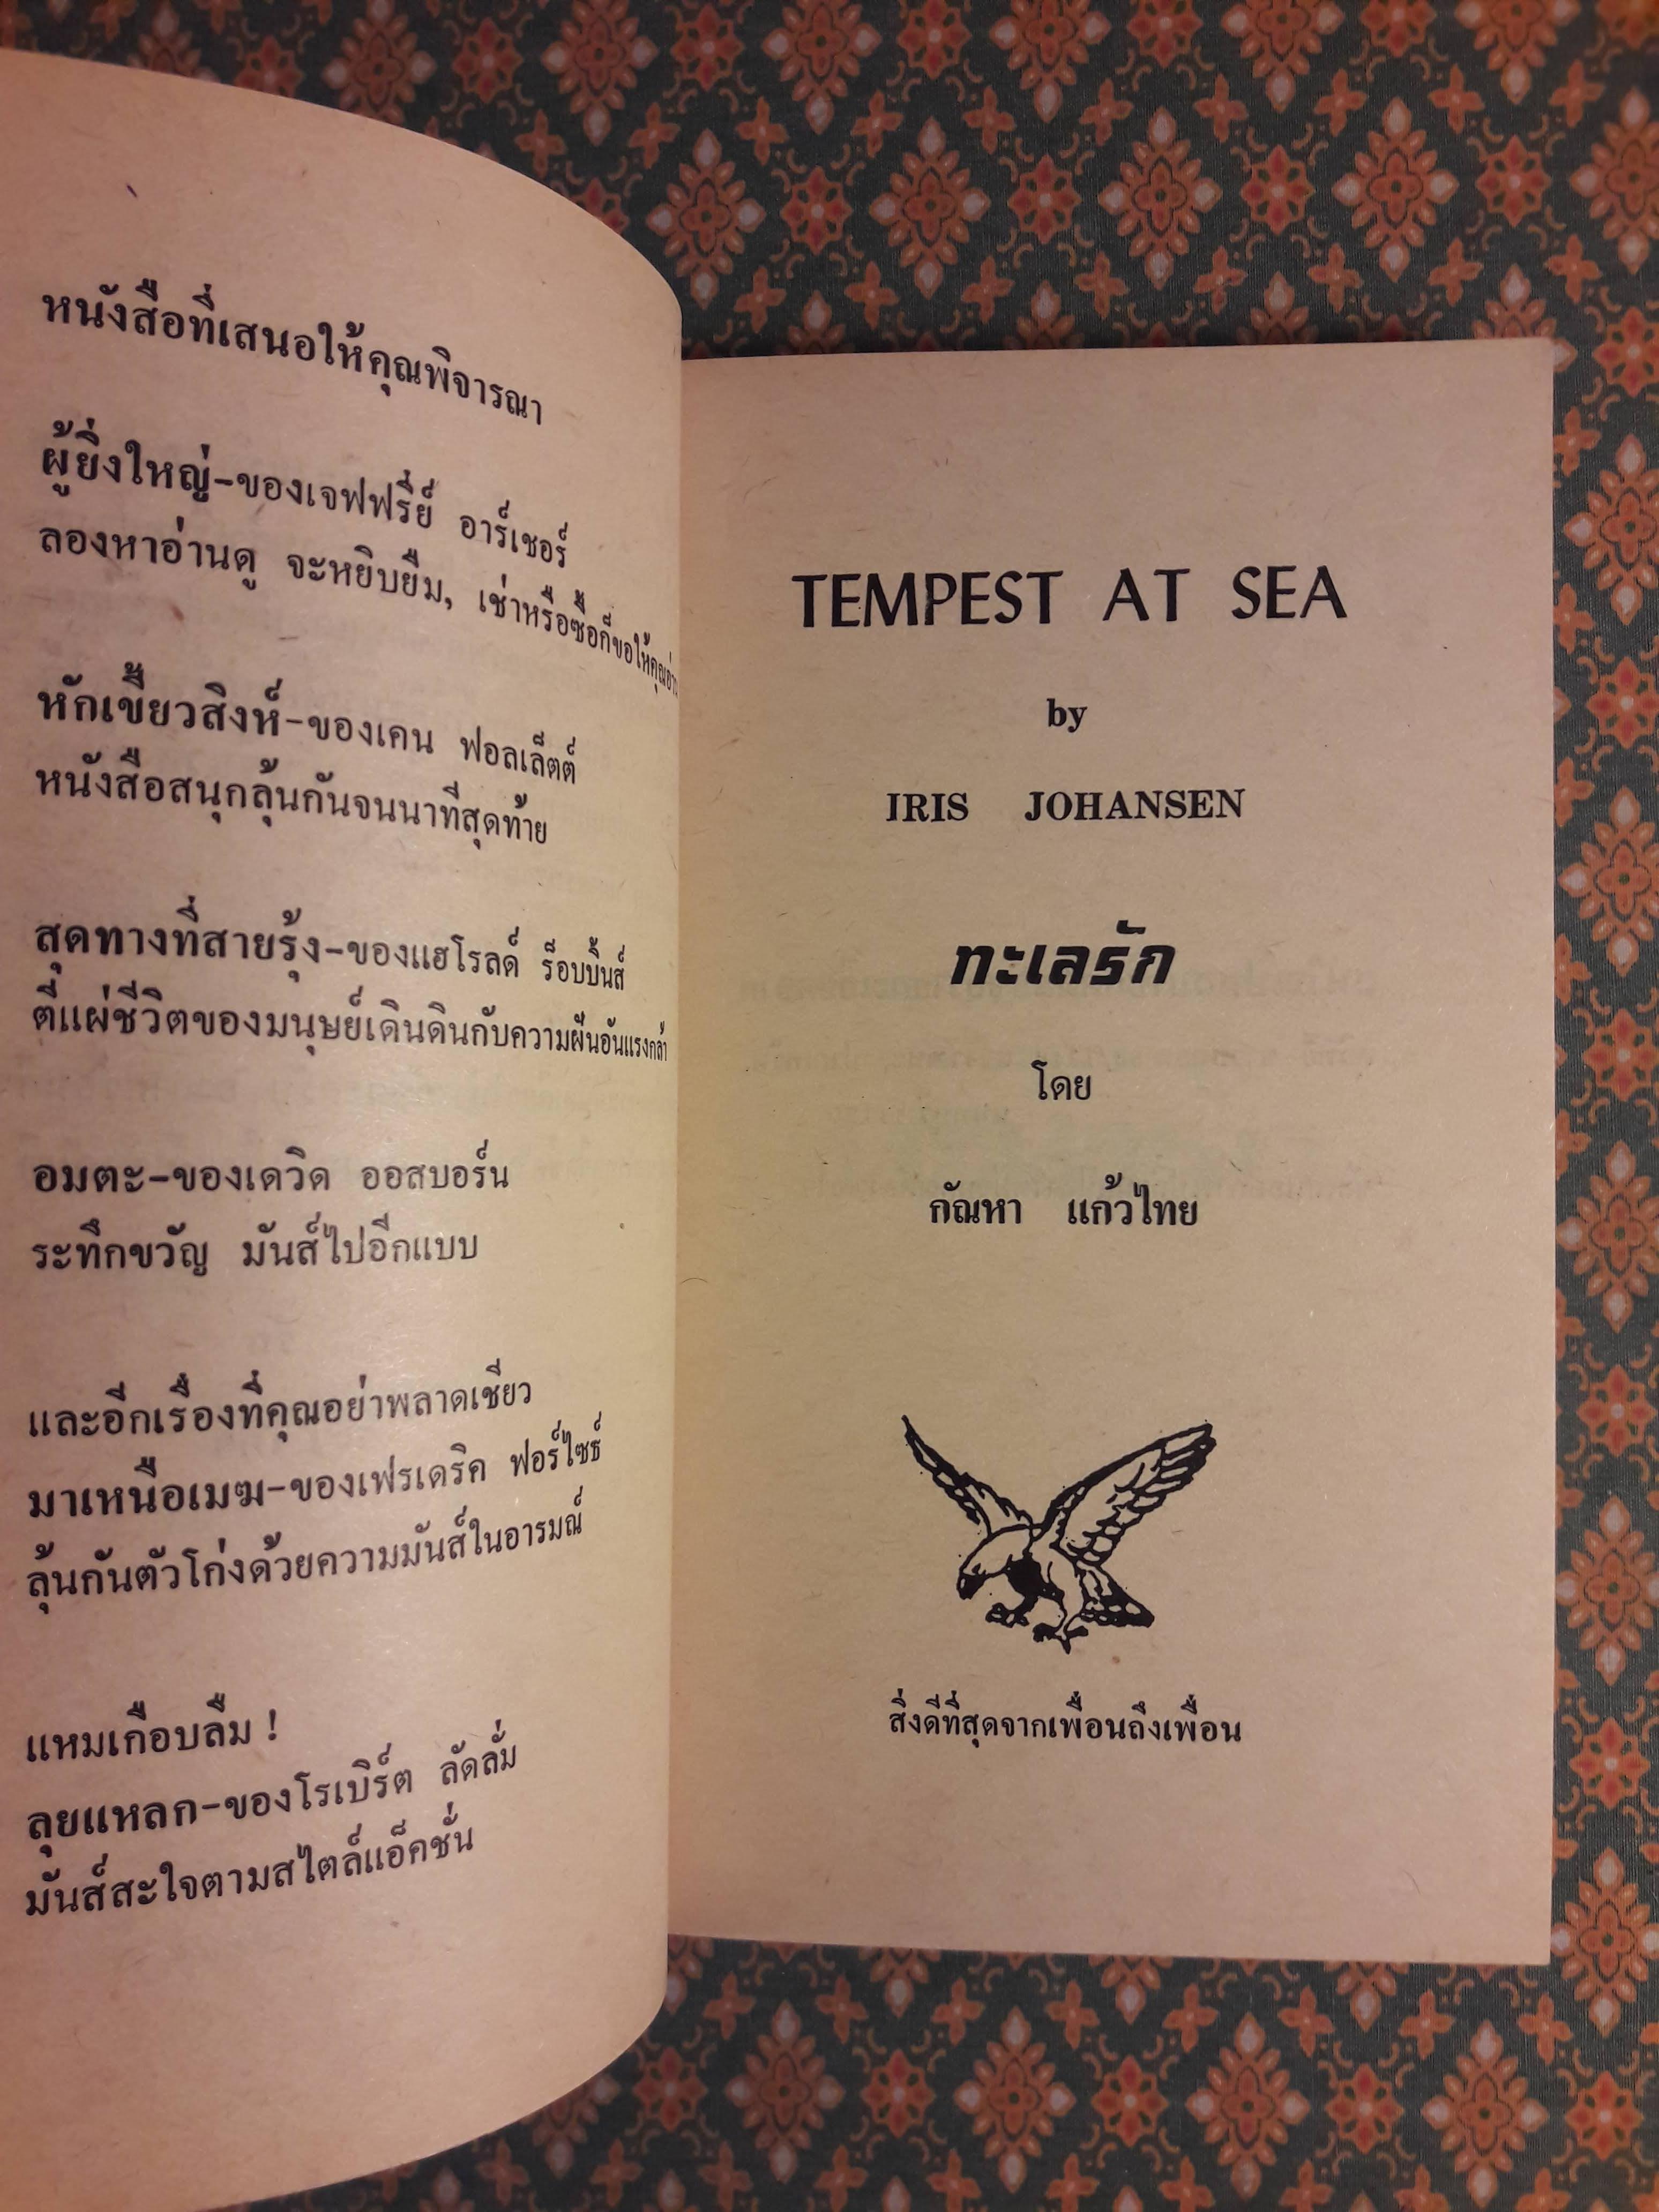 หนังสือที่เสนอให้คุณพิจารณา
ผู้ยิ่งใหญ่-ของเจฟฟรี่ย์ อาร์เชอร์
ลองหาอ่านดู จะหยิบยืม, เช่าหรือซื้อก็ขอให้คุณอ่าน
หักเขี้ยวสิงห์-ของเคน ฟอลเล็ตต์
หนังสือสนุกลุ้นกันจนนาทีสุดท้าย
สุดทางที่สายรุ้ง-ของแฮโรลด์ ร็อบบิ้นส์
ตีแผ่ชีวิตของมนุษย์เดินดินกับความฝันอันแรงกล้า
อมตะ-ของเดวิด ออสบอร์น
ระทึกขวัญ มันส์ไปอีกแบบ
และอีกเรื่องที่คุณอย่าพลาดเชียว
มาเหนือเมฆ-ของเฟรเดริค ฟอร์ไซธ์
ลุ้นกันตัวโก่งด้วยความมันส์ในอารมณ์
แหมเกือบลืม !
ลุยแหลก-ของโรเบิร์ต ลัดลั่ม
มันส์สะใจตามสไตล์แอ็คชั่น
TEMPEST AT SEA
by
IRIS JOHANSEN
ทะเลรัก
โดย
กัณหา แก้วไทย
สิ่งดีที่สุดจากเพื่อนถึงเพื่อน